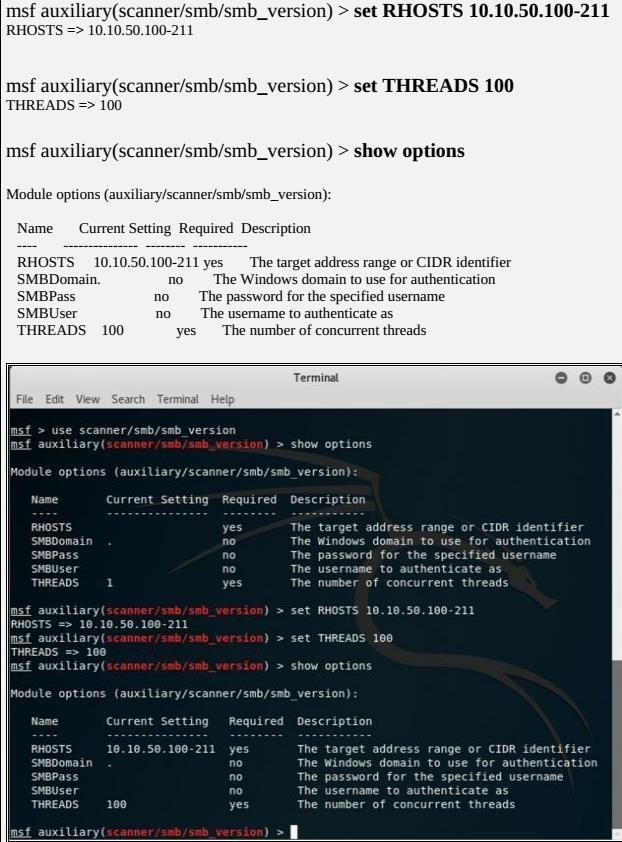 msf auxiliary(scanner/smb/smb_version) > set RHOSTS 10.10.50.100-211
RHOSTS => 10.10.50.100-211
msf auxiliary(scanner/smb/smb_version) > set THREADS 100
THREADS => 100
msf auxiliary(scanner/smb/smb_version) > show options
Module options (auxiliary/scanner/smb/smb_version):
Name Current Setting Required Description
---- --------------- -------- -----------
RHOSTS 10.10.50.100-211 yes The target address range or CIDR identifier
SMBDomain. no The Windows domain to use for authentication
SMBPass no The password for the specified username
SMBUser no The username to authenticate as
THREADS 100 yes The number of concurrent threads
Terminal
File Edit View Search Terminal Help
msf > use scanner/smb/smb_version
msf auxiliary(scanner/smb/smb_version) > show options
Module options (auxiliary/scanner/smb/smb_version):
Name Current Setting Required Description
---- --------------- -------- -----------
RHOSTS yes The target address range or CIDR identifier
SMBDomain . no The Windows domain to use for authentication
SMBPass no The password for the specified username
SMBUser no The username to authenticate as
THREADS 1 yes The number of concurrent threads
msf auxiliary(scanner/smb/smb_version) > set RHOSTS 10.10.50.100-211
RHOSTS => 10.10.50.100-211
msf auxiliary(scanner/smb/smb_version) > set THREADS 100
THREADS => 100
msf auxiliary(scanner/smb/smb_version) > show options
Module options (auxiliary/scanner/smb/smb_version):
Name Current Setting Required Description
---- --------------- -------- -----------
RHOSTS 10.10.50.100-211 yes The target address range or CIDR identifier
SMBDomain . no The Windows domain to use for authentication
SMBPass no The password for the specified username
SMBUser no The username to authenticate as
THREADS 100 yes The number of concurrent threads
msf auxiliary(scanner/smb/smb_version) >